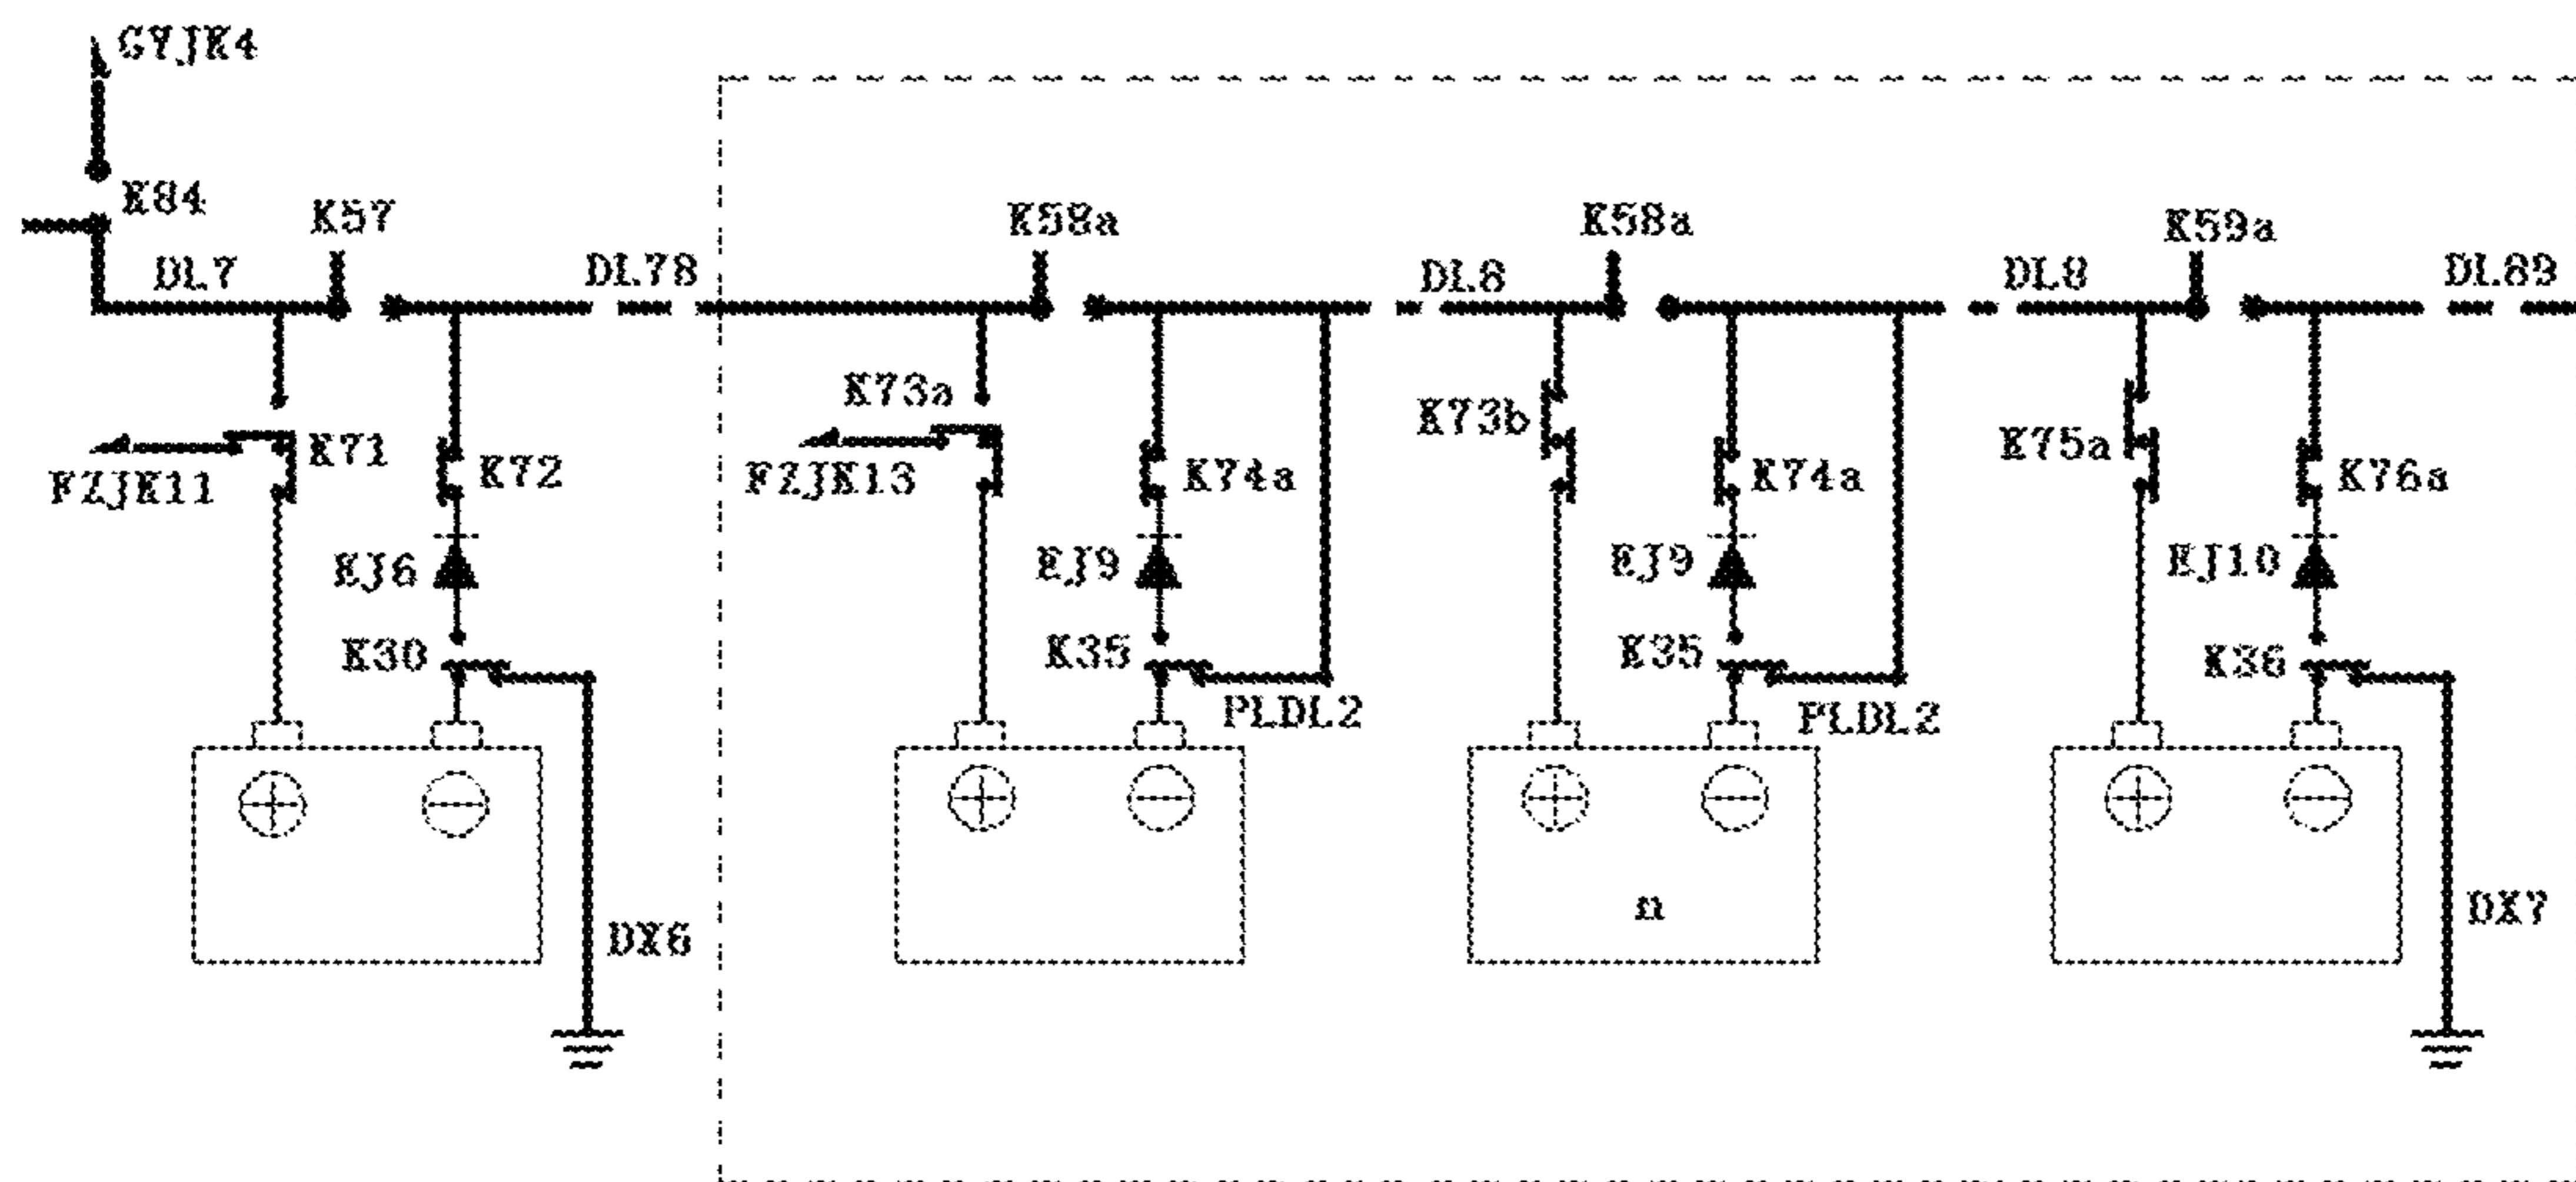 GYJK4
K84
K57
K58a
K58a
K59a
DL7
DL78
DL8
DL8
DL89
K73a
K73b
K75a
K71
K72
K74a
K74a
K76a
FZJK11
FZJK13
EJ6
EJ9
EJ9
EJ10
K30
K35
K35
K36
PLDL2
PLDL2
n
DX6
DX7